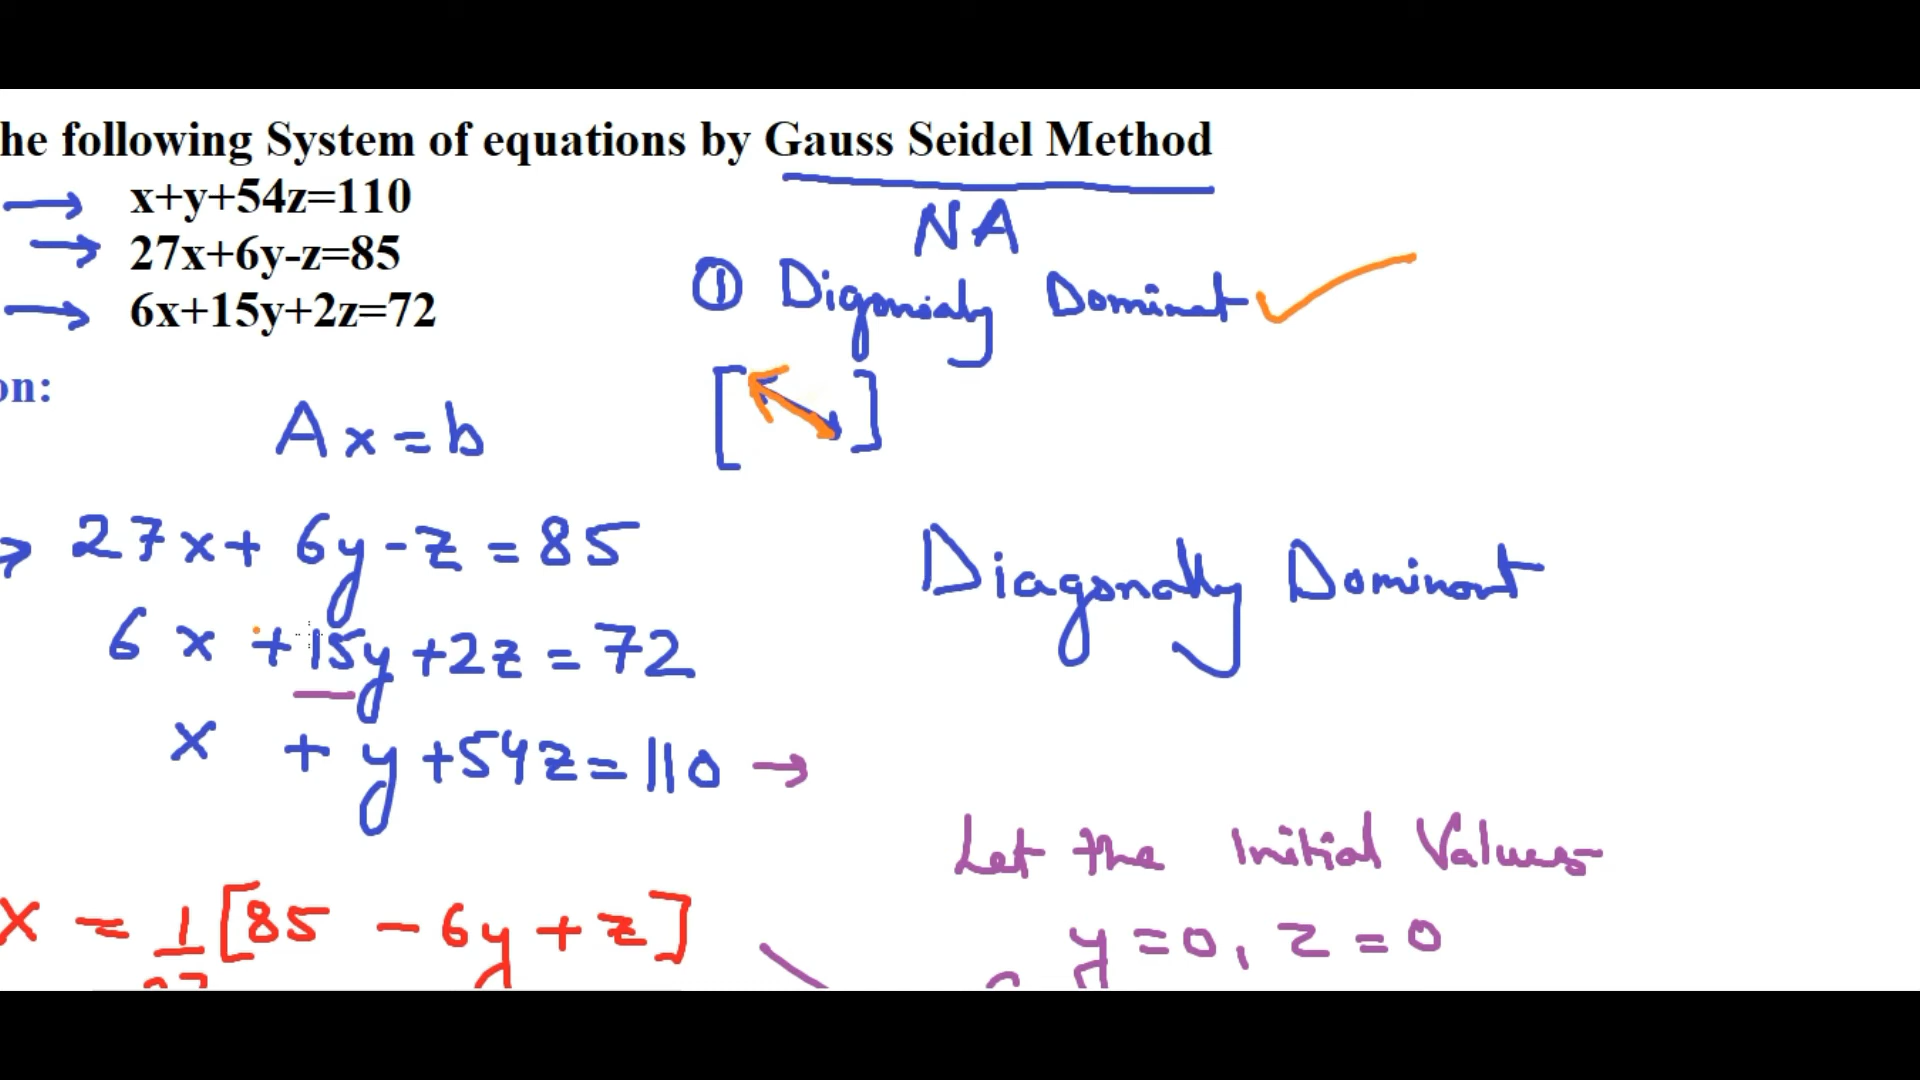 he following System of equations by Gauss Seidel Method
x+y+54z=110
27x+6y-z=85
6x+15y+2z=72
NA
① Digonialy Dominat
on:
Ax=b
27x+6y-z=85
6x+15y+2z=72
x+y+54z=110
Diagonally Dominant
Let the Initial Values
y=0, z=0
x = 1 [85 - 6y + z]
27